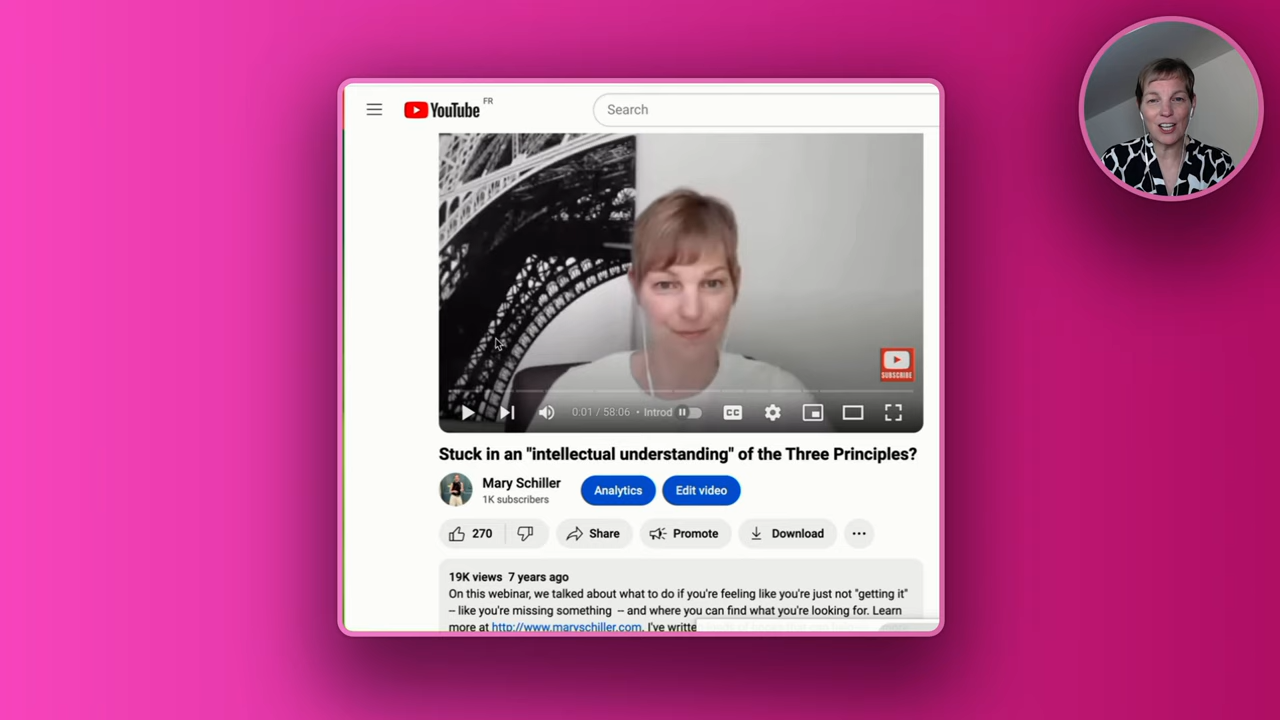 YouTube FR
Search
SUBSCRIBE
0:01 / 58:06 • Introd
CC
Stuck in an "intellectual understanding" of the Three Principles?
Mary Schiller
1K subscribers
Analytics
Edit video
270
Share
Promote
Download
19K views 7 years ago
On this webinar, we talked about what to do if you're feeling like you're just not "getting it"
– like you're missing something – and where you can find what you're looking for. Learn
more at http://www.maryschiller.com. I've writte